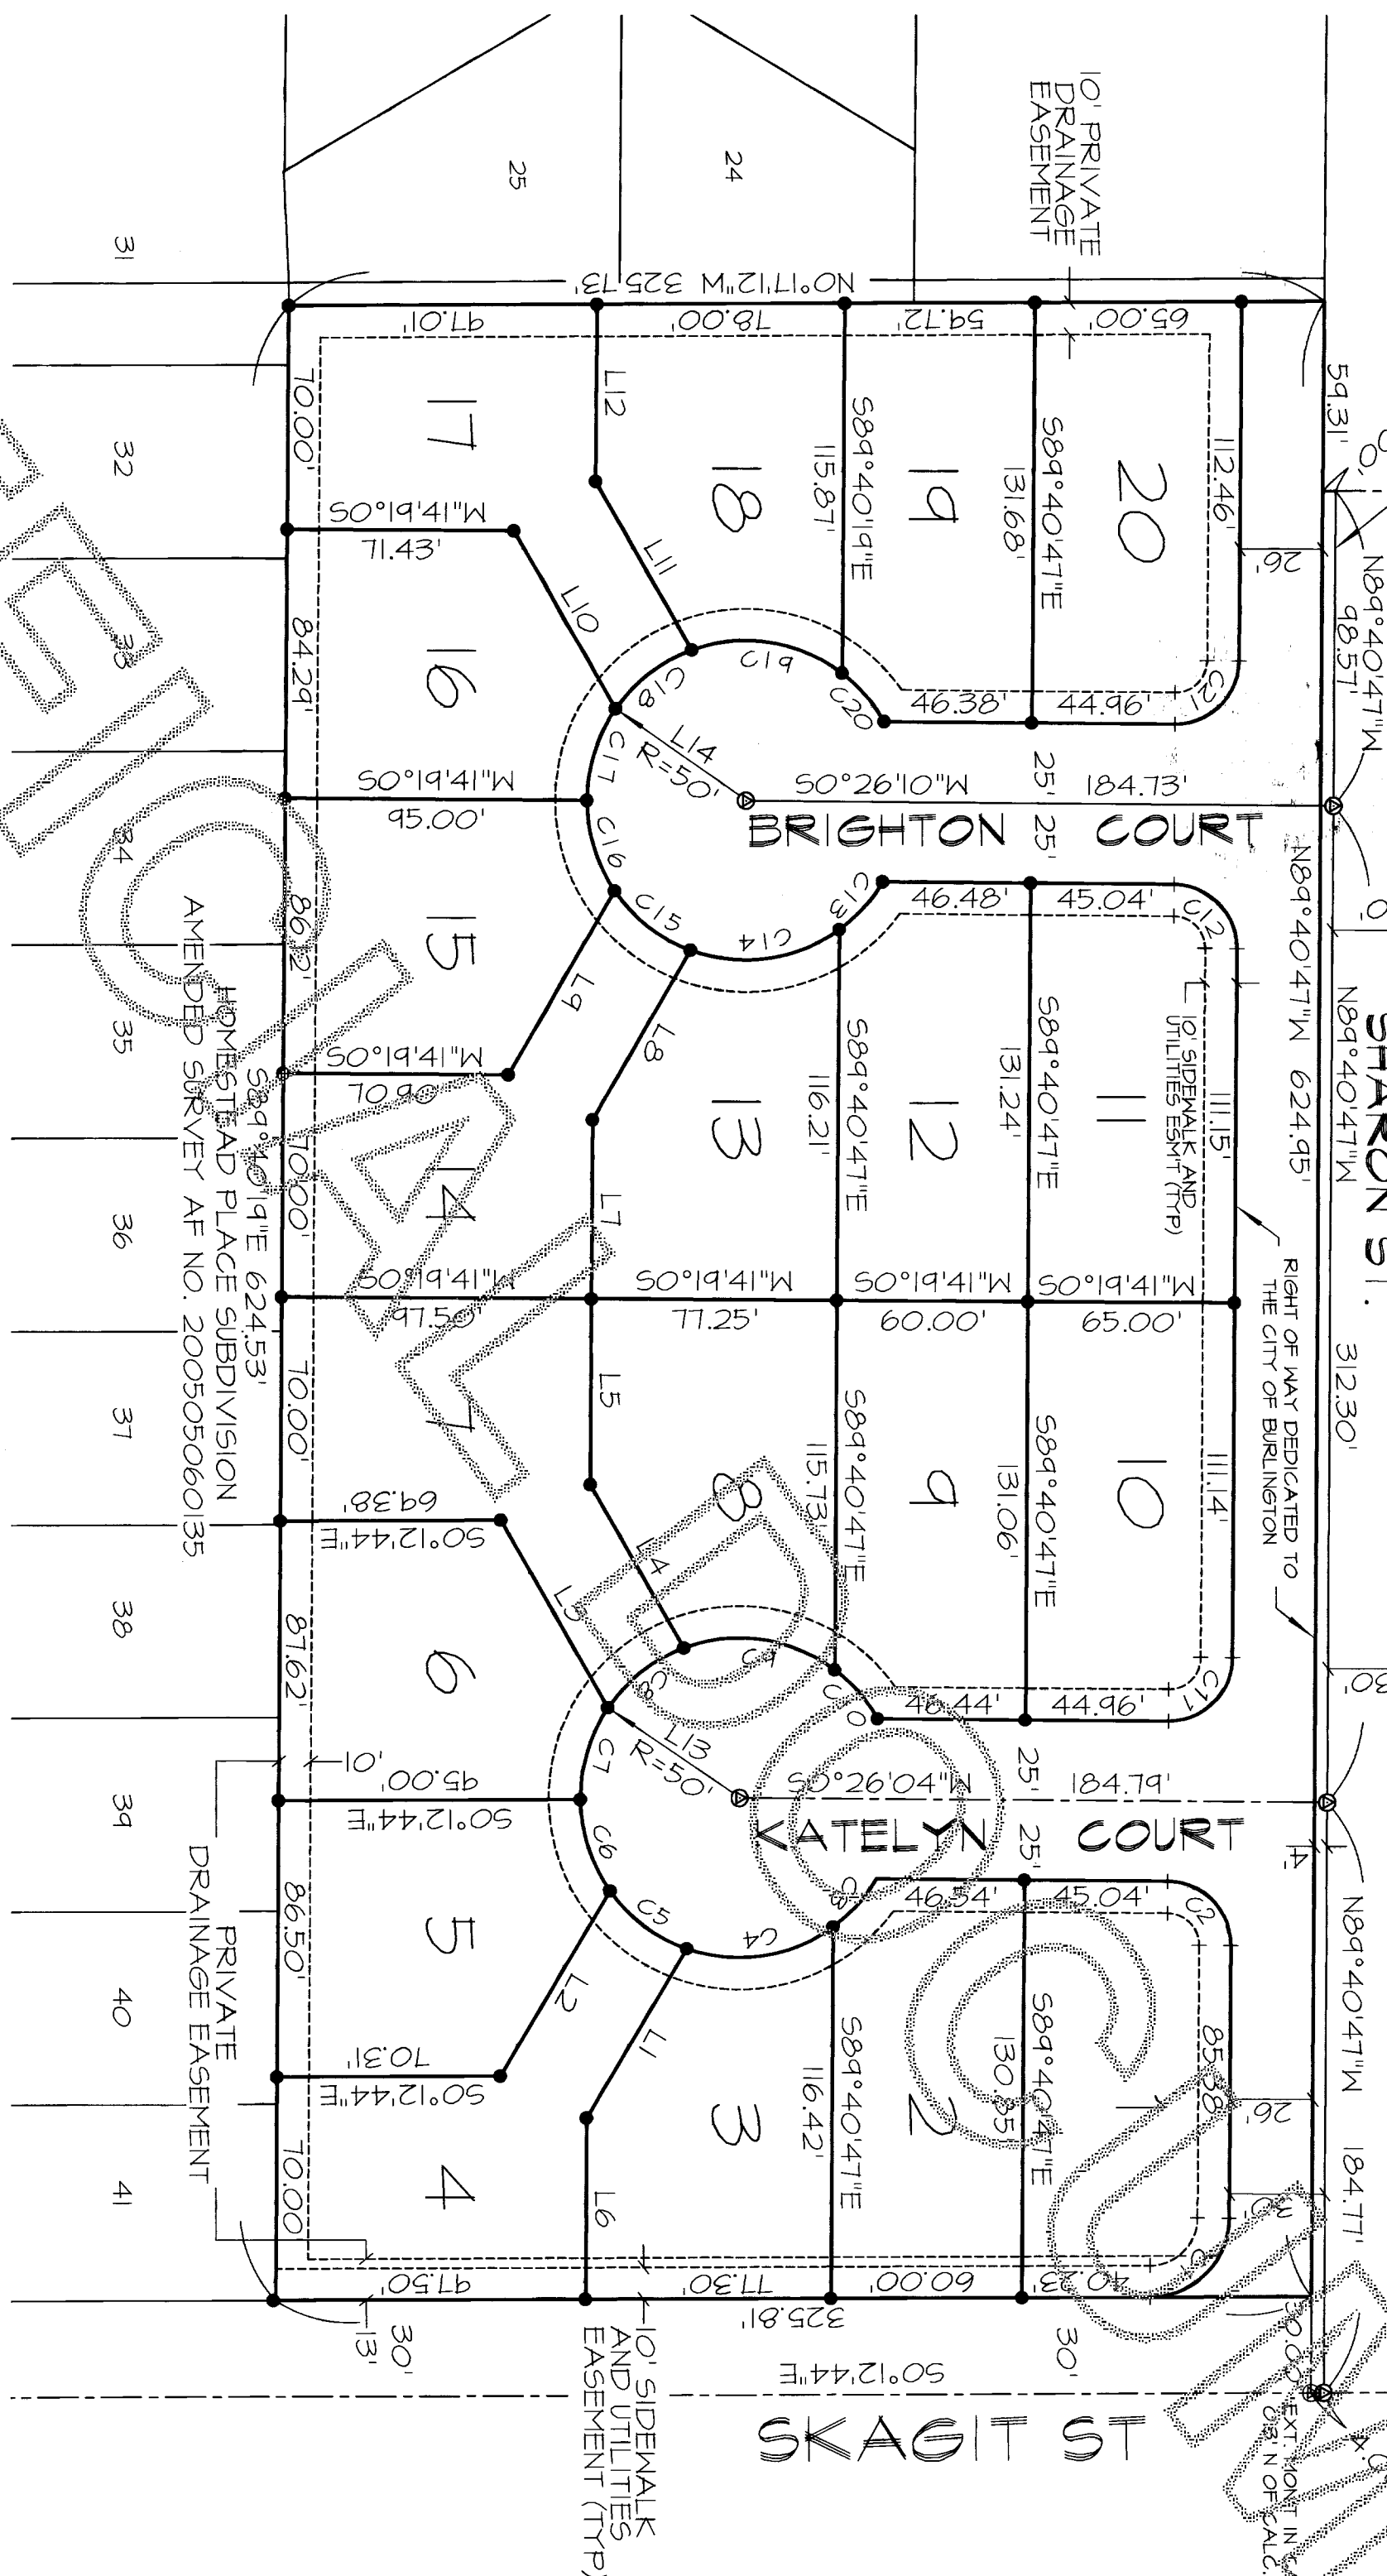 10' PRIVATE
DRAINAGE
EASEMENT
24
25
31
32
33
34
35
36
37
38
39
40
41
N0°17'12"W 325.73'
97.01'
78.00'
54.72'
65.00'
59.31'
N89°40'47"W
98.57'
26'
17
L12
18
S89°40'19"E
115.87'
19
S89°40'47"E
131.68'
20
112.46'
C21
70.00'
S0°19'41"W
71.43'
L11
L10
84.29'
16
C18
C19
C20
46.38'
44.96'
C17
L14
R=50'
S0°26'10"W
184.73'
25'
25'
BRIGHTON COURT
S0°19'41"W
95.00'
C16
C15
C14
C13
46.48'
45.04'
C12
N89°40'47"W 624.95'
N89°40'47"W
312.30'
SHARON ST.
86.12'
15
L9
L8
S0°19'41"W
70.90'
13
S89°40'47"E
116.21'
12
S89°40'47"E
131.24'
11
10' SIDEWALK AND
UTILITIES ESMT (TYP)
111.15'
RIGHT OF WAY DEDICATED TO
THE CITY OF BURLINGTON
S89°40'19"E 624.53'
HOMESTEAD PLACE SUBDIVISION
AMENDED SURVEY AF NO. 200505060135
70.00'
14
L7
S0°19'41"W
97.50'
S0°19'41"W
77.25'
S0°19'41"W
60.00'
S0°19'41"W
65.00'
70.00'
7
L5
8
S89°40'47"E
115.73'
9
S89°40'47"E
131.06'
10
111.14'
69.38'
S0°12'44"E
L4
87.62'
6
C8
C9
46.44'
44.96'
C11
30'
C7
L13
R=50'
S0°26'04"W
184.79'
25'
25'
KATELYN COURT
10'
95.00'
S0°12'44"E
C6
C5
C4
46.54'
45.04'
C2
4'
N89°40'47"W
184.77'
PRIVATE
DRAINAGE EASEMENT
86.50'
5
L2
L1
70.31'
S0°12'44"E
3
S89°40'47"E
116.42'
2
S89°40'47"E
85.38'
26'
70.00'
4
L6
97.50'
77.30'
60.00'
40.23'
325.81'
13'
30'
30'
10' SIDEWALK
AND UTILITIES
EASEMENT (TYP)
S0°12'44"E
SKAGIT ST
30.00'